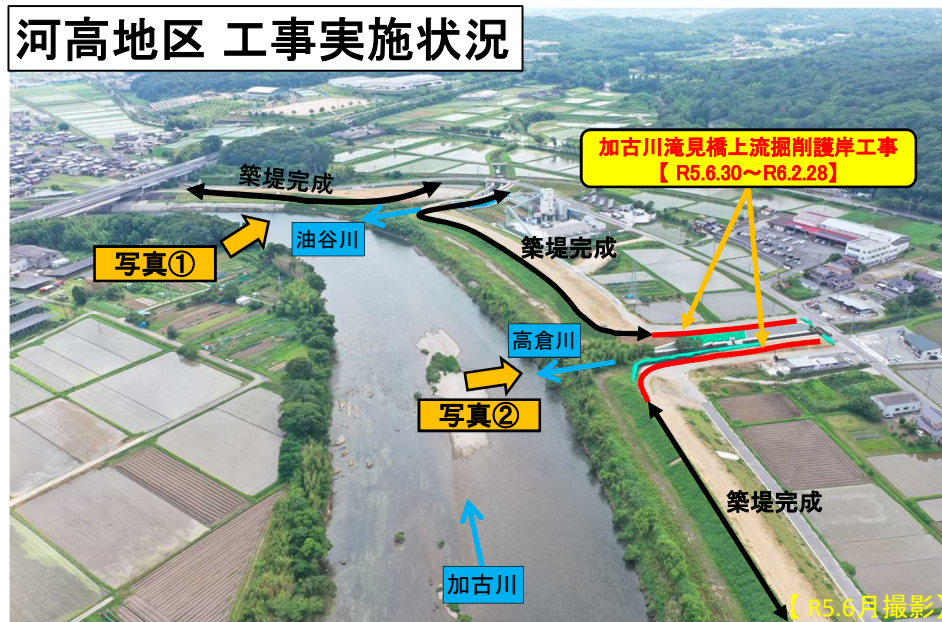 河高地区 工事実施状況
加古川滝見橋上流掘削護岸工事
【 R5.6.30～R6.2.28】
築堤完成
油谷川
写真①
築堤完成
高倉川
写真②
築堤完成
加古川
【 R5.6月撮影】